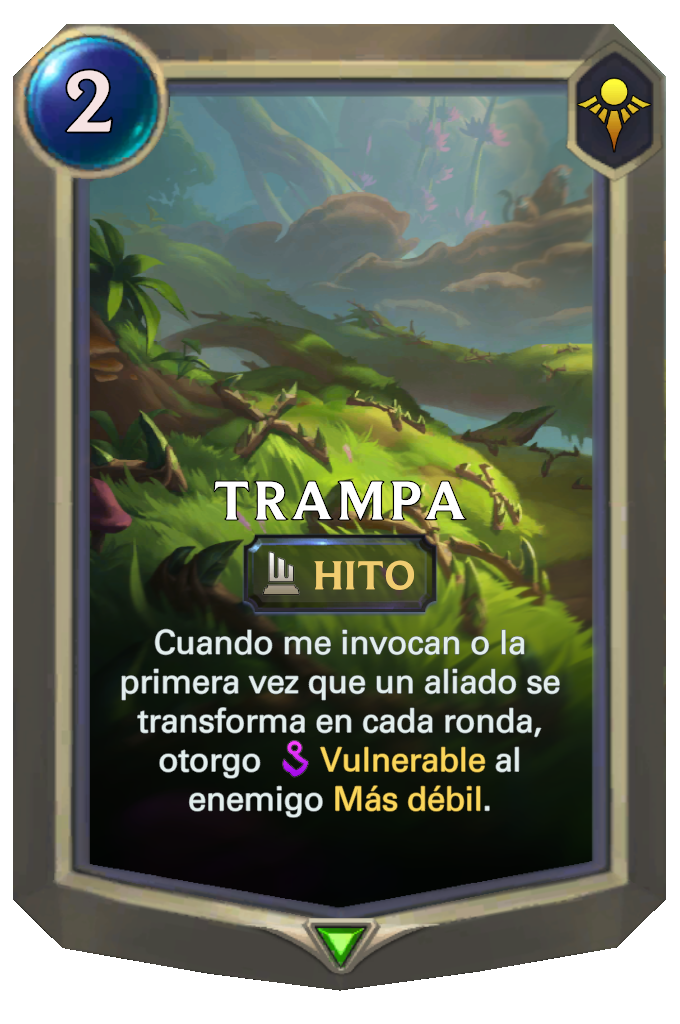 2
TRAMPA
HITO
Cuando me invocan o la
primera vez que un aliado se
transforma en cada ronda,
otorgo Vulnerable al
enemigo Más débil.